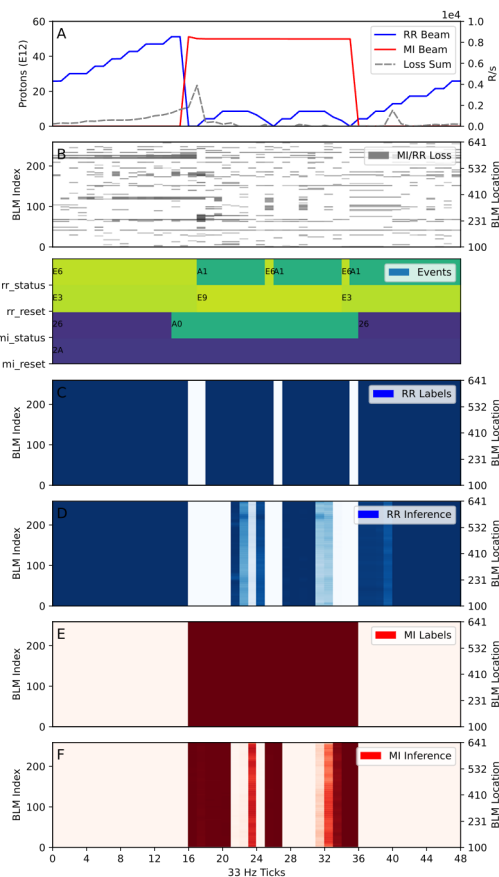 1e4
A
RR Beam
MI Beam
Loss Sum
60
40
20
0
1.0
0.8
0.6
0.4
0.2
0.0
Protons (E12)
R/s
B
MI/RR Loss
200
100
0
641
532
410
231
100
BLM Index
BLM Location
E6 A1 E6 A1 E6 A1
Events
rr_status
E3 E9 E3
rr_reset
26 A0 26
mi_status
2A
mi_reset
C
RR Labels
200
100
0
641
532
410
231
100
BLM Index
BLM Location
D
RR Inference
200
100
0
641
532
410
231
100
BLM Index
BLM Location
E
MI Labels
200
100
0
641
532
410
231
100
BLM Index
BLM Location
F
MI Inference
200
100
0
641
532
410
231
100
BLM Index
BLM Location
0 4 8 12 16 20 24 28 32 36 40 44 48
33 Hz Ticks